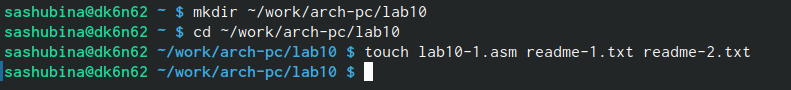 sashubina@dk6n62 ~ $ mkdir ~/work/arch-pc/lab10
sashubina@dk6n62 ~ $ cd ~/work/arch-pc/lab10
sashubina@dk6n62 ~/work/arch-pc/lab10 $ touch lab10-1.asm readme-1.txt readme-2.txt
sashubina@dk6n62 ~/work/arch-pc/lab10 $